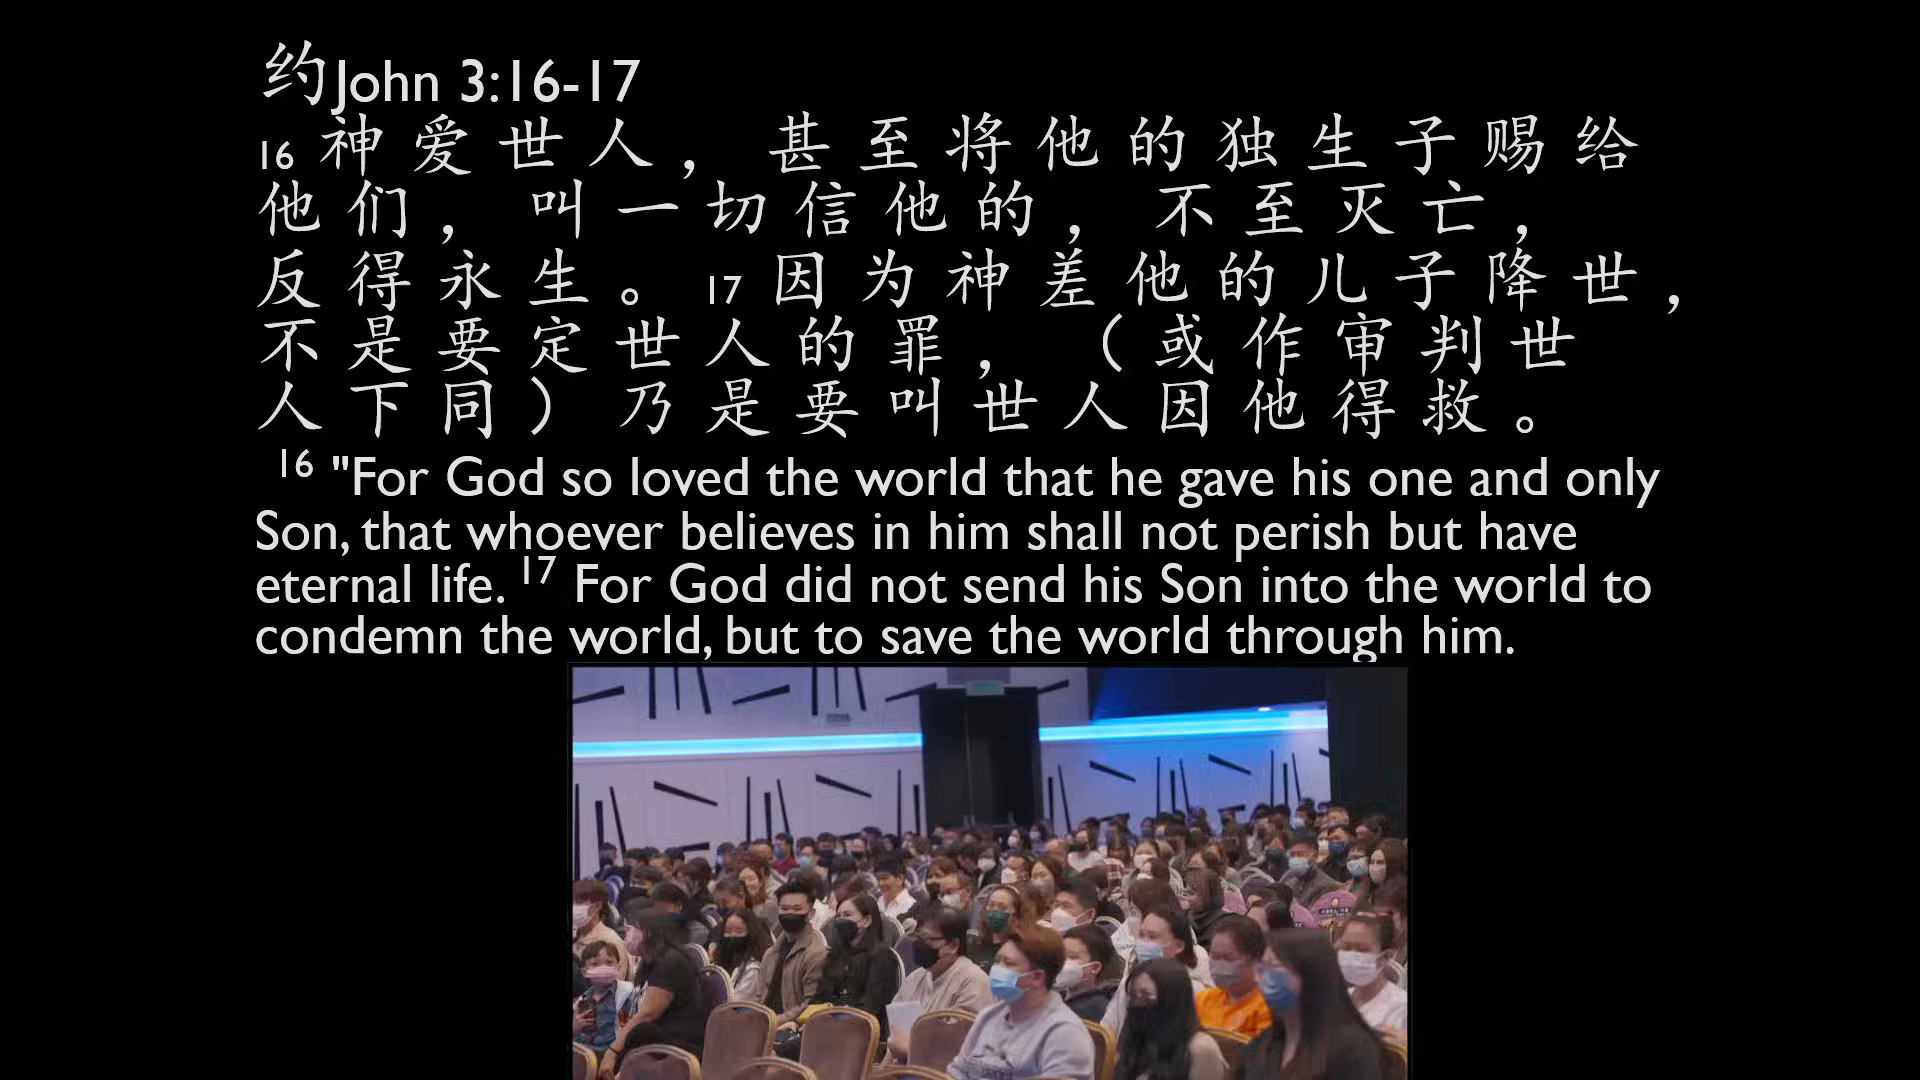 约John 3:16-17
16 神爱世人，甚至将他的独生子赐给
他们，叫一切信他的，不至灭亡，
反得永生。17 因为神差他的儿子降世，
不是要定世人的罪，（或作审判世
人下同）乃是要叫世人因他得救。
16 "For God so loved the world that he gave his one and only
Son, that whoever believes in him shall not perish but have
eternal life. 17 For God did not send his Son into the world to
condemn the world, but to save the world through him.